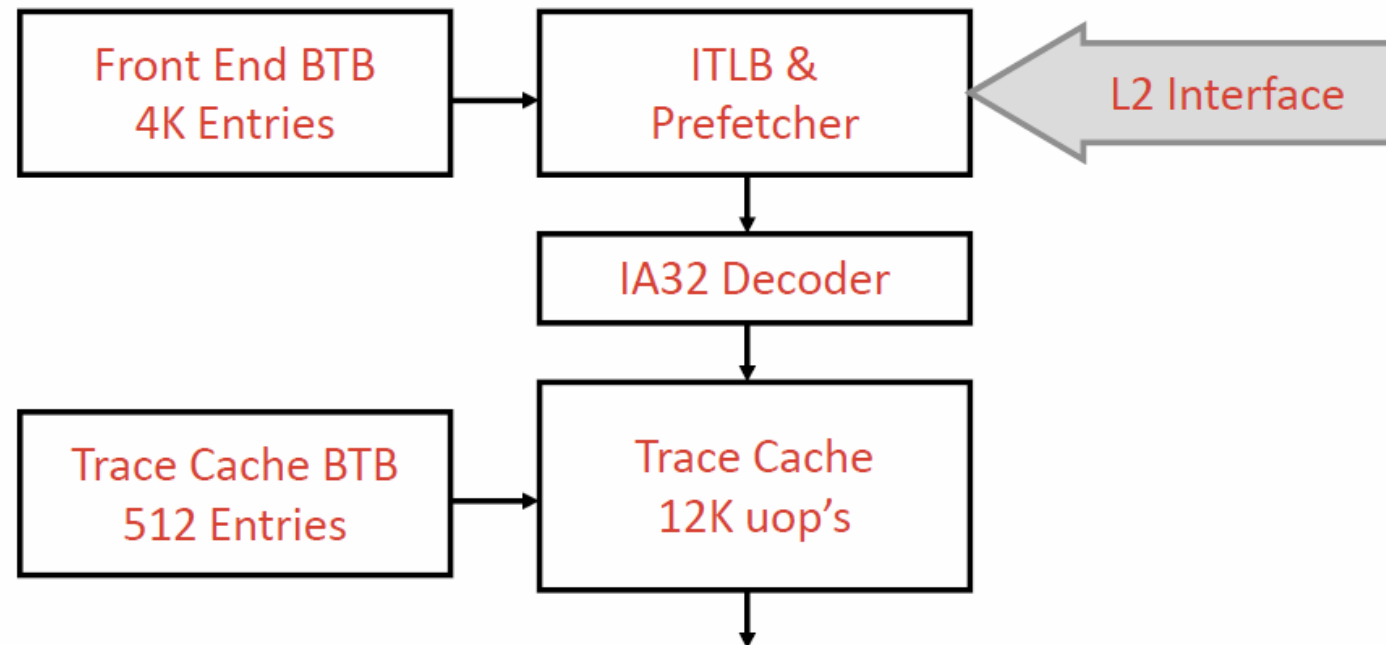 Front End BTB
4K Entries
ITLB &
Prefetcher
L2 Interface
IA32 Decoder
Trace Cache BTB
512 Entries
Trace Cache
12K uop’s